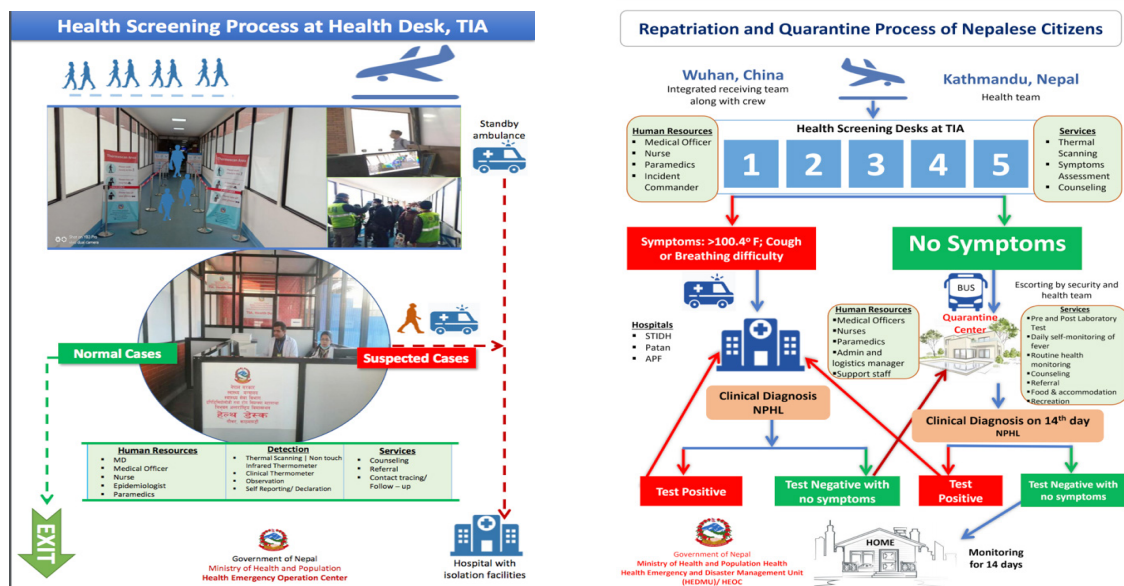 Health Screening Process at Health Desk, TIA
Standby
ambulance
Normal Cases
Suspected Cases
हेल्थ डेस्क
Human Resources
• MD
• Medical Officer
• Nurse
• Epidemiologist
• Paramedics
Detection
• Thermal Scanning | Non touch
Infrared Thermometer
• Clinical Thermometer
• Observation
• Self Reporting/ Declaration
Services
• Counseling
• Referral
• Contact tracing/
Follow – up
EXIT
Government of Nepal
Ministry of Health and Population
Health Emergency Operation Center
Hospital with
isolation facilities
Repatriation and Quarantine Process of Nepalese Citizens
Wuhan, China
Integrated receiving team
along with crew
Kathmandu, Nepal
Health team
Human Resources
• Medical Officer
• Nurse
• Paramedics
• Incident
Commander
Health Screening Desks at TIA
1 2 3 4 5
Services
• Thermal
Scanning
• Symptoms
Assessment
• Counseling
Symptoms: >100.4° F; Cough
or Breathing difficulty
No Symptoms
BUS
Escorting by security and
health team
Hospitals
• STIDH
• Patan
• APF
Human Resources
▪Medical Officers
▪Nurses
▪Paramedics
▪Admin and
logistics manager
▪Support staff
Quarantine
Center
Services
▪Pre and Post Laboratory
Test
▪Daily self-monitoring of
fever
▪Routine health
monitoring
▪Counseling
▪Referral
▪Food & accommodation
▪Recreation
Clinical Diagnosis
NPHL
Clinical Diagnosis on 14th day
NPHL
Test Positive
Test Negative with
no symptoms
Test
Positive
Test Negative with
no symptoms
HOME
Monitoring
for 14 days
Government of Nepal
Ministry of Health and Population Health
Health Emergency and Disaster Management Unit
(HEDMU)/ HEOC